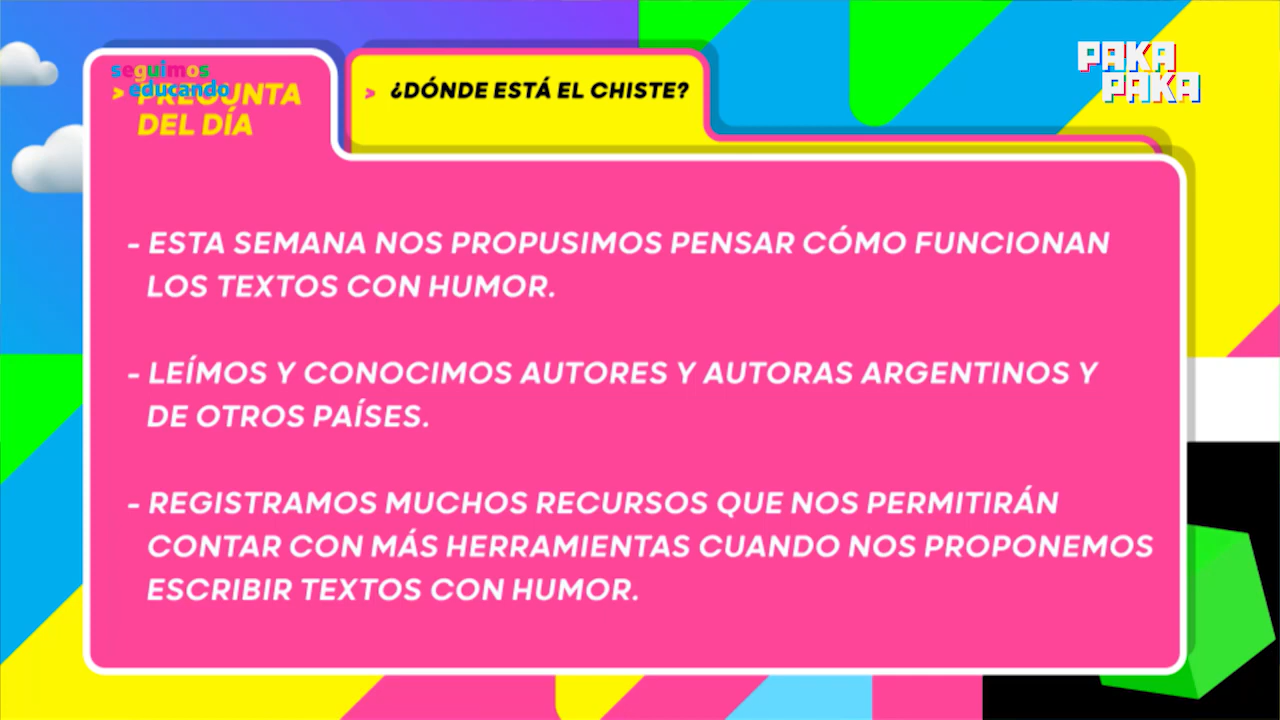 seguimos
educando
> PREGUNTA
DEL DÍA
> ¿DÓNDE ESTÁ EL CHISTE?
PAKA
PAKA
- ESTA SEMANA NOS PROPUSIMOS PENSAR CÓMO FUNCIONAN
LOS TEXTOS CON HUMOR.
- LEÍMOS Y CONOCIMOS AUTORES Y AUTORAS ARGENTINOS Y
DE OTROS PAÍSES.
- REGISTRAMOS MUCHOS RECURSOS QUE NOS PERMITIRÁN
CONTAR CON MÁS HERRAMIENTAS CUANDO NOS PROPONEMOS
ESCRIBIR TEXTOS CON HUMOR.